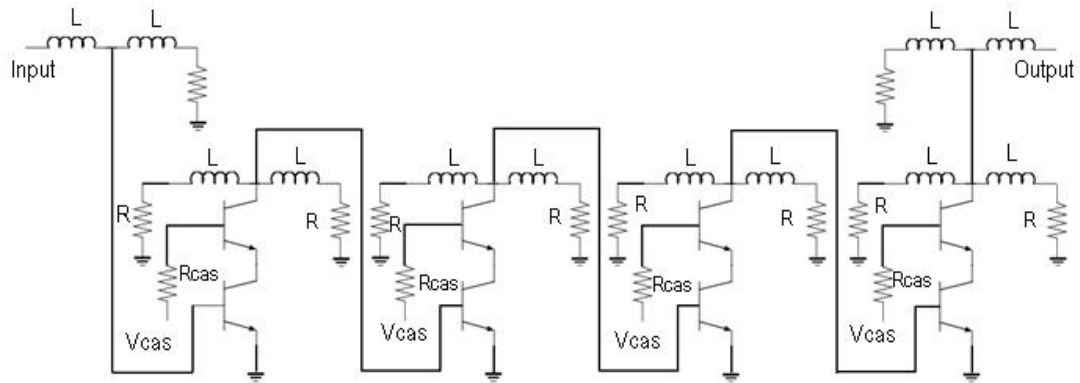 L L L L
Input Output
L L L L L L L L
R R R R R R R R
Rcas Rcas Rcas Rcas
Vcas Vcas Vcas Vcas